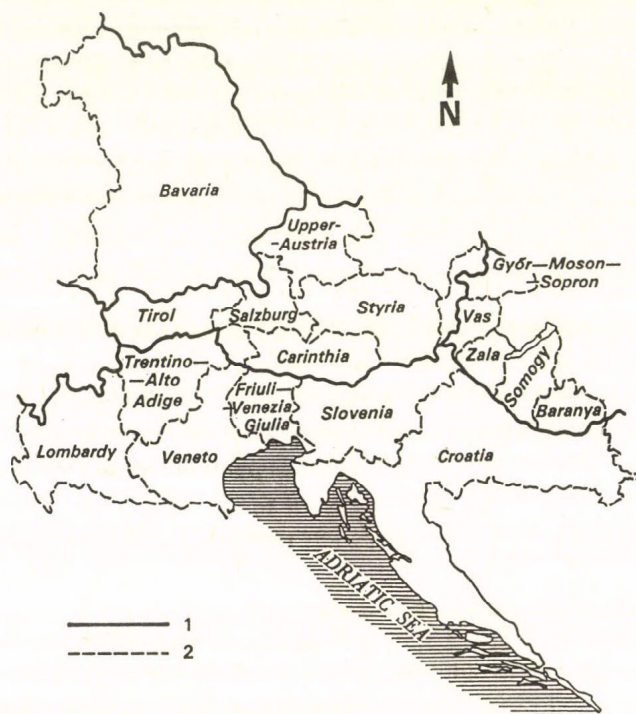 N
Bavaria
Upper-
-Austria
Győr—Moson—
-Sopron
Tirol
Salzburg
Styria
Vas
Trentino—
—Alto
Adige
Carinthia
Zala
Somogy
Friuli-
-Venezia
Gjulia
Slovenia
Baranya
Lombardy
Veneto
Croatia
ADRIATIC SEA
1
2